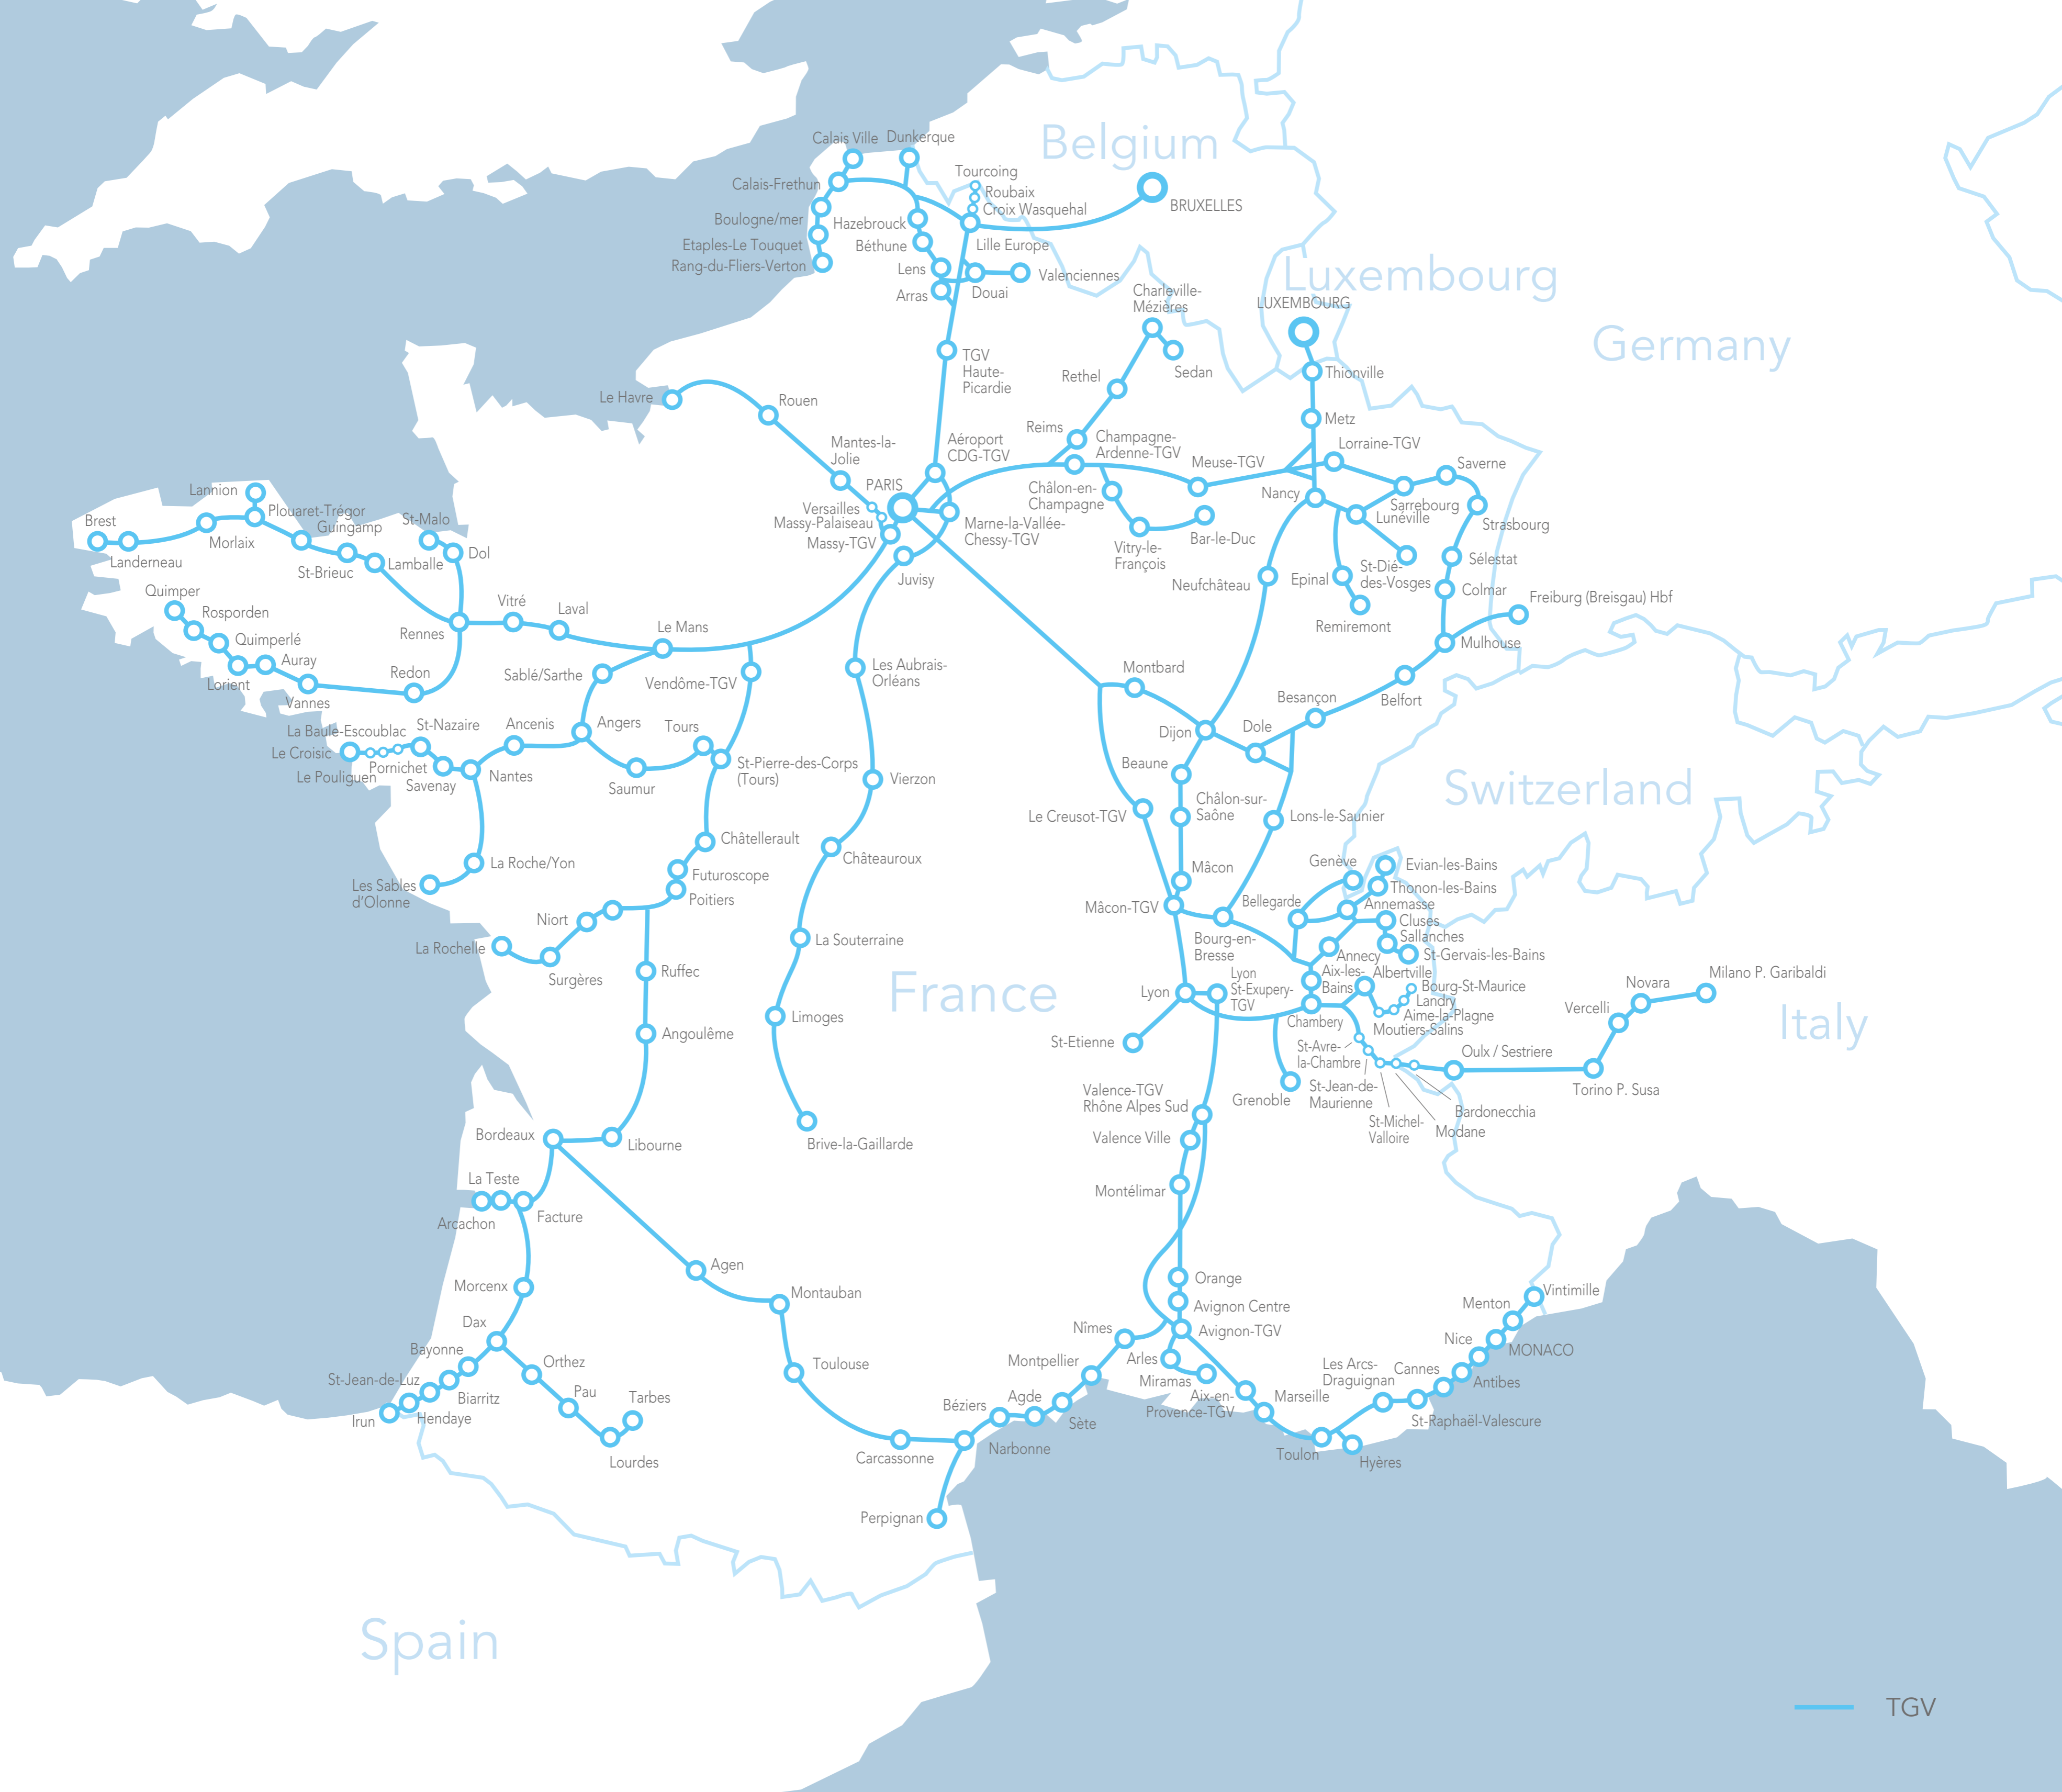 Belgium
Calais Ville
Dunkerque
Tourcoing
Roubaix
Croix Wasquehal
Calais-Frethun
BRUXELLES
Boulogne/mer
Hazebrouck
Etaples-Le Touquet
Béthune
Lille Europe
Rang-du-Fliers-Verton
Lens
Valenciennes
Arras
Douai
Luxembourg
LUXEMBOURG
Germany
Charleville-
Mézières
TGV
Haute-
Picardie
Sedan
Rethel
Thionville
Le Havre
Rouen
Metz
Reims
Mantes-la-
Jolie
Aéroport
CDG-TGV
Champagne-
Ardenne-TGV
Lorraine-TGV
Meuse-TGV
Saverne
PARIS
Lannion
Châlon-en-
Champagne
Nancy
Sarrebourg
Versailles
Massy-Palaiseau
Massy-TGV
Marne-la-Vallée-
Chessy-TGV
Lunéville
Strasbourg
Brest
Plouaret-Trégor
Guingamp
St-Malo
Morlaix
Landerneau
Dol
Lamballe
St-Brieuc
Vitry-le-
François
Bar-le-Duc
Juvisy
Neufchâteau
Epinal
St-Dié-
des-Vosges
Sélestat
Colmar
Freiburg (Breisgau) Hbf
Quimper
Rosporden
Vitré
Laval
Le Mans
Rennes
Remiremont
Mulhouse
Quimperlé
Auray
Lorient
Vannes
Redon
Sablé/Sarthe
Vendôme-TGV
Les Aubrais-
Orléans
Montbard
Besançon
Belfort
La Baule-Escoublac
St-Nazaire
Ancenis
Angers
Tours
Dijon
Dole
Le Croisic
Le Pouliguen
Pornichet
Savenay
Nantes
Saumur
St-Pierre-des-Corps
(Tours)
Vierzon
Beaune
Switzerland
Châlon-sur-
Saône
Le Creusot-TGV
Lons-le-Saunier
Châtellerault
Châteauroux
La Roche/Yon
Les Sables
d'Olonne
Futuroscope
Poitiers
Mâcon
Genève
Evian-les-Bains
Thonon-les-Bains
Mâcon-TGV
Bellegarde
Annemasse
Cluses
Sallanches
St-Gervais-les-Bains
Niort
La Rochelle
Surgères
La Souterraine
Bourg-en-
Bresse
Annecy
Ruffec
France
Lyon
Lyon
St-Exupery-
TGV
Aix-les-
Bains
Albertville
Bourg-St-Maurice
Landry
Aime-la-Plagne
Moutiers-Salins
Novara
Milano P. Garibaldi
Vercelli
Italy
Limoges
Angoulême
St-Etienne
Chambery
St-Avre-
la-Chambre
Oulx / Sestriere
Torino P. Susa
Grenoble
St-Jean-de-
Maurienne
St-Michel-
Valloire
Modane
Bardonecchia
Valence-TGV
Rhône Alpes Sud
Valence Ville
Bordeaux
Libourne
Brive-la-Gaillarde
La Teste
Arcachon
Facture
Montélimar
Agen
Montauban
Morcenx
Orange
Avignon Centre
Avignon-TGV
Vintimille
Menton
Dax
Nîmes
Nice
MONACO
Bayonne
Orthez
Toulouse
Montpellier
Arles
Miramas
Les Arcs-
Draguignan
Cannes
Antibes
St-Jean-de-Luz
Biarritz
Pau
Tarbes
Agde
Béziers
Sète
Aix-en-
Provence-TGV
Marseille
St-Raphaël-Valescure
Irun
Hendaye
Lourdes
Carcassonne
Narbonne
Toulon
Hyères
Perpignan
Spain
TGV